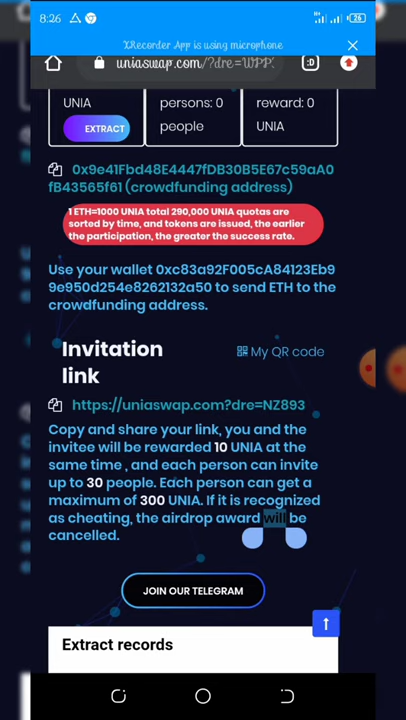 8:26
26
XRecorder App is using microphone
uniaswap.com/?dre=
:D
UNIA
persons: 0
reward: 0
EXTRACT
people
UNIA
0x9e41Fbd48E4447fDB30B5E67c59aA0
fB43565f61 (crowdfunding address)
1 ETH=1000 UNIA total 290,000 UNIA quotas are
sorted by time, and tokens are issued, the earlier
the participation, the greater the success rate.
Use your wallet 0xc83a92F005cA84123Eb9
9e950d254e8262132a50 to send ETH to the
crowdfunding address.
Invitation
link
My QR code
https://uniaswap.com?dre=NZ893
Copy and share your link, you and the
invitee will be rewarded 10 UNIA at the
same time , and each person can invite
up to 30 people. Each person can get a
maximum of 300 UNIA. If it is recognized
as cheating, the airdrop award will be
cancelled.
JOIN OUR TELEGRAM
Extract records